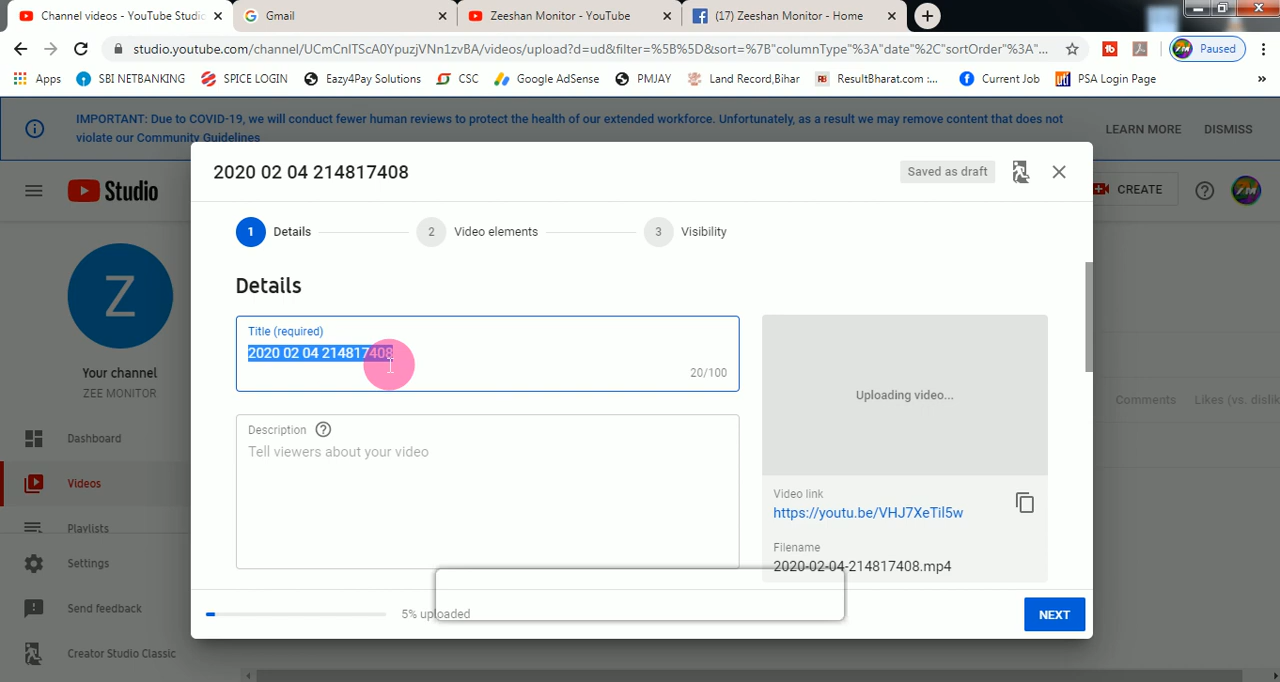 Channel videos - YouTube Studio
Gmail
Zeeshan Monitor - YouTube
(17) Zeeshan Monitor - Home
studio.youtube.com/channel/UCmCnITScA0YpuzjVNn1zvBA/videos/upload?d=ud&filter=%5B%5D&sort=%7B"columnType"%3A"date"%2C"sortOrder"%3A"...
Paused
Apps
SBI NETBANKING
SPICE LOGIN
Eazy4Pay Solutions
CSC
Google AdSense
PMJAY
Land Record,Bihar
ResultBharat.com :...
Current Job
PSA Login Page
»
IMPORTANT: Due to COVID-19, we will conduct fewer human reviews to protect the health of our extended workforce. Unfortunately, as a result we may remove content that does not
violate our Community Guidelines
LEARN MORE
DISMISS
Studio
CREATE
2020 02 04 214817408
Saved as draft
1 Details
2 Video elements
3 Visibility
Details
Title (required)
2020 02 04 214817408
20/100
Description
Tell viewers about your video
Uploading video...
Video link
https://youtu.be/VHJ7XeTil5w
Filename
2020-02-04-214817408.mp4
5% uploaded
NEXT
Z
Your channel
ZEE MONITOR
Dashboard
Videos
Playlists
Settings
Send feedback
Creator Studio Classic
Comments
Likes (vs. dislik